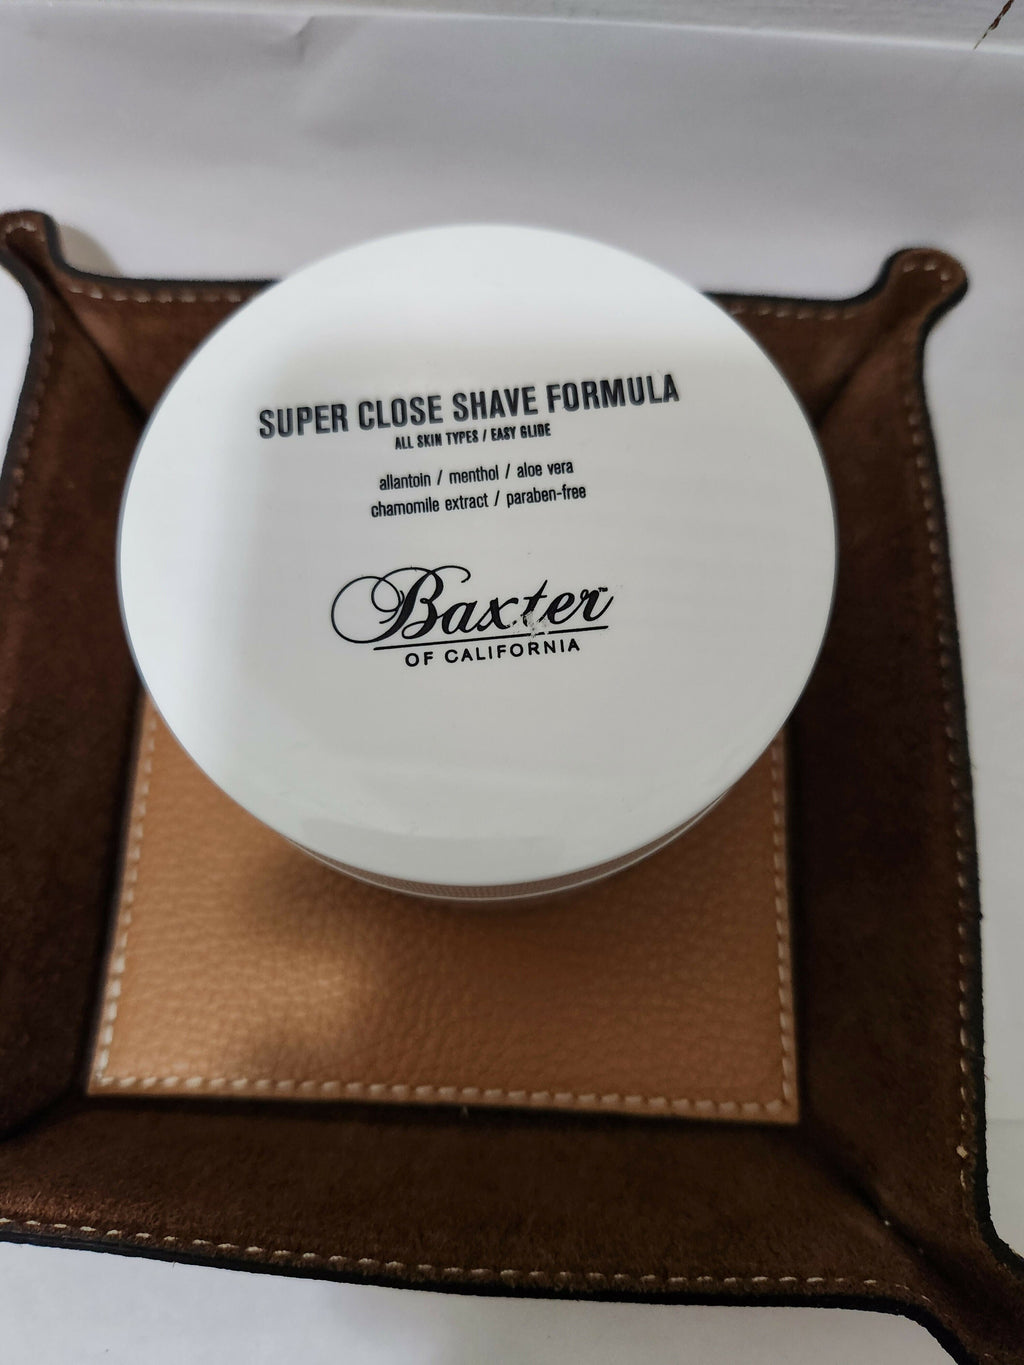 SUPER CLOSE SHAVE FORMULA
ALL SKIN TYPES / EASY GLIDE
allantoin / menthol / aloe vera
chamomile extract / paraben-free
Baxter
OF CALIFORNIA